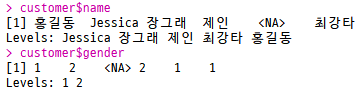 > customer$name
[1] 홍길동  Jessica 장그래  제인    <NA>    최강타
Levels: Jessica 장그래 제인 최강타 홍길동
> customer$gender
[1] 1    2    <NA> 2    1    1
Levels: 1 2